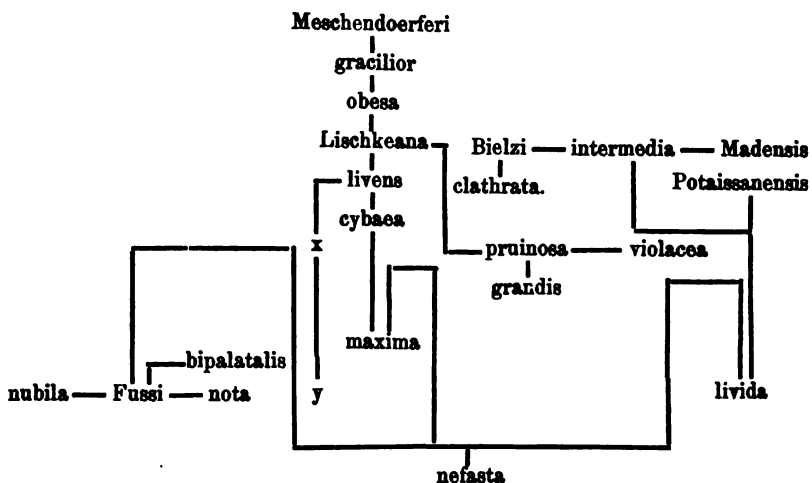 Meschendoerferi
gracilior
obesa
Lischkeana Bielzi intermedia Madensis
livens clathrata. Potaissanensis
cybaea
x pruinosa violacea
grandis
maxima
bipalatalis
nubila Fussi nota y livida
nefasta